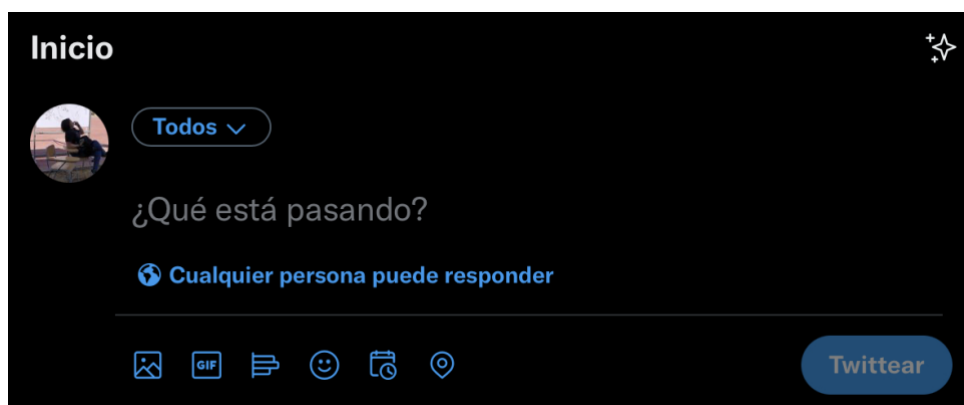 Inicio
Todos
¿Qué está pasando?
Cualquier persona puede responder
GIF
Twittear